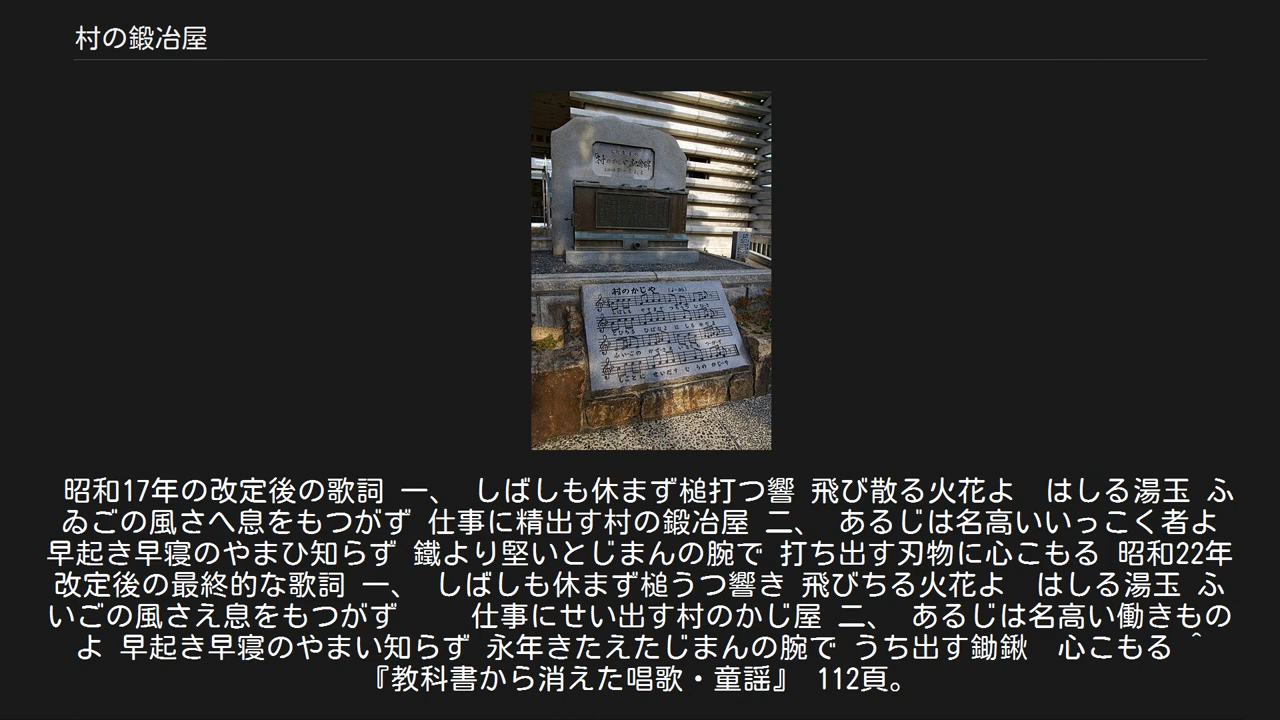 村の鍛冶屋
村のかじや
昭和17年の改定後の歌詞 一、 しばしも休まず槌打つ響 飛び散る火花よ　はしる湯玉 ふ
ゐごの風さへ息をもつがず 仕事に精出す村の鍛冶屋 二、 あるじは名高いいっこく者よ
早起き早寝のやまひ知らず 鐵より堅いとじまんの腕で 打ち出す刃物に心こもる 昭和22年
改定後の最終的な歌詞 一、 しばしも休まず槌うつ響き 飛びちる火花よ　はしる湯玉 ふ
いごの風さえ息をもつがず　　 仕事にせい出す村のかじ屋 二、 あるじは名高い働きもの
よ 早起き早寝のやまい知らず 永年きたえたじまんの腕で うち出す鋤鍬　心こもる ^
『教科書から消えた唱歌・童謡』 112頁。